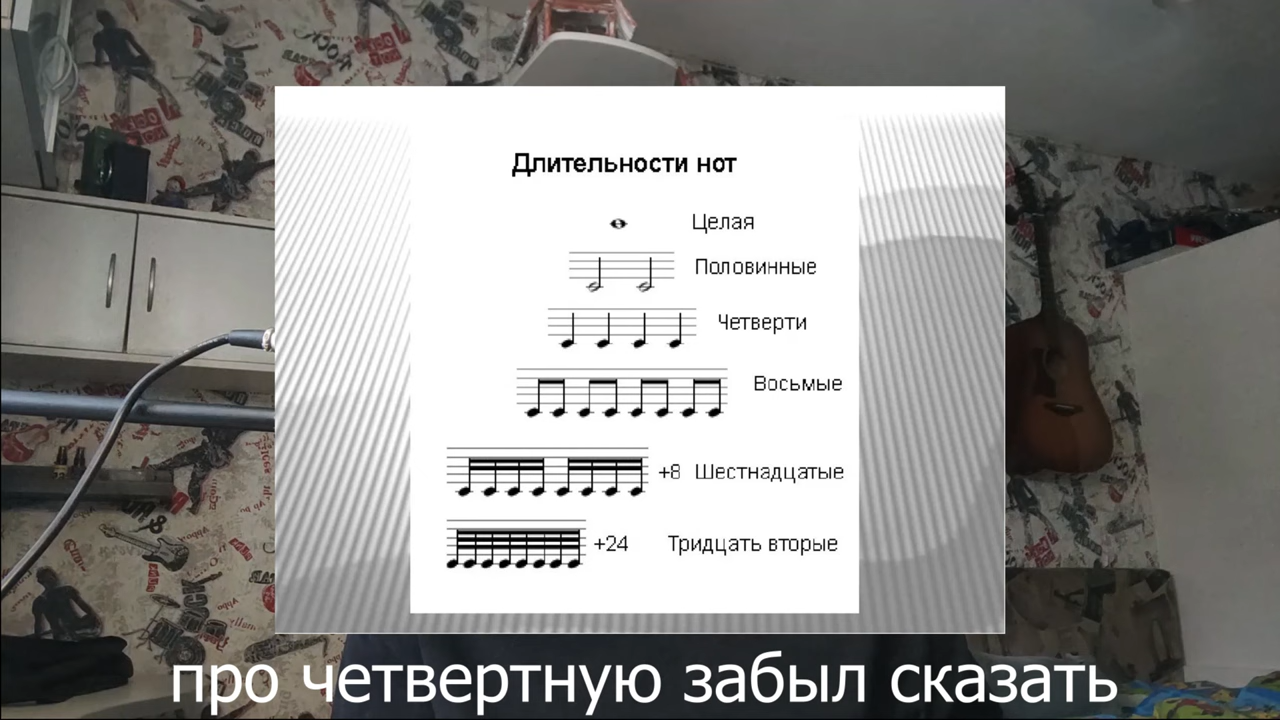 Длительности нот
Целая
Половинные
Четверти
Восьмые
+8 Шестнадцатые
+24 Тридцать вторые
про четвертную забыл сказать